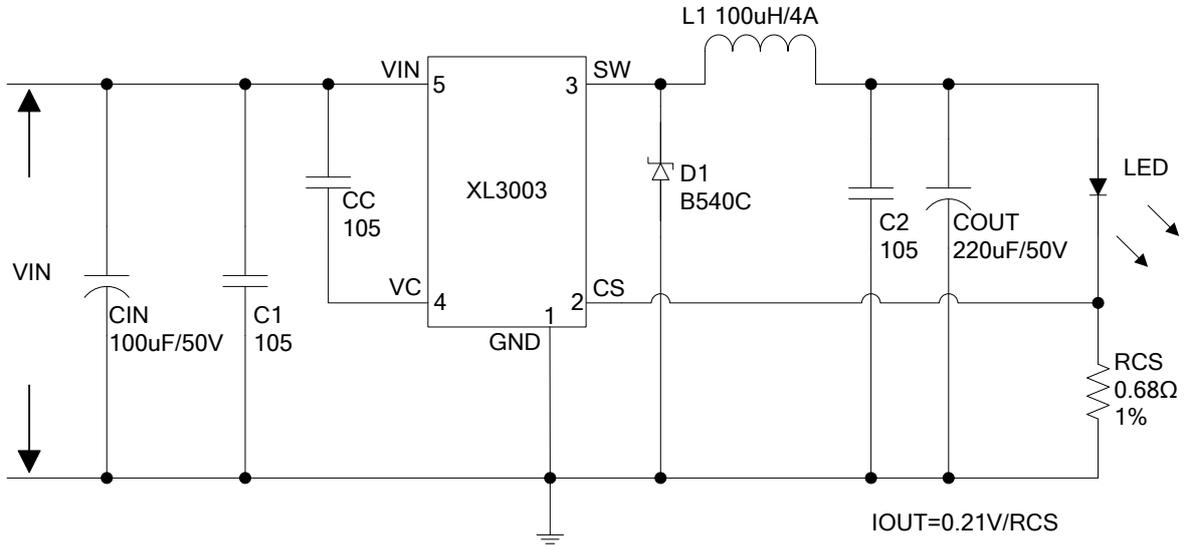 L1 100uH/4A
VIN
5
3
SW
XL3003
CC
105
D1
B540C
LED
C2
105
COUT
220uF/50V
VIN
VC
4
2
CS
1
GND
CIN
100uF/50V
C1
105
RCS
0.68Ω
1%
IOUT=0.21V/RCS